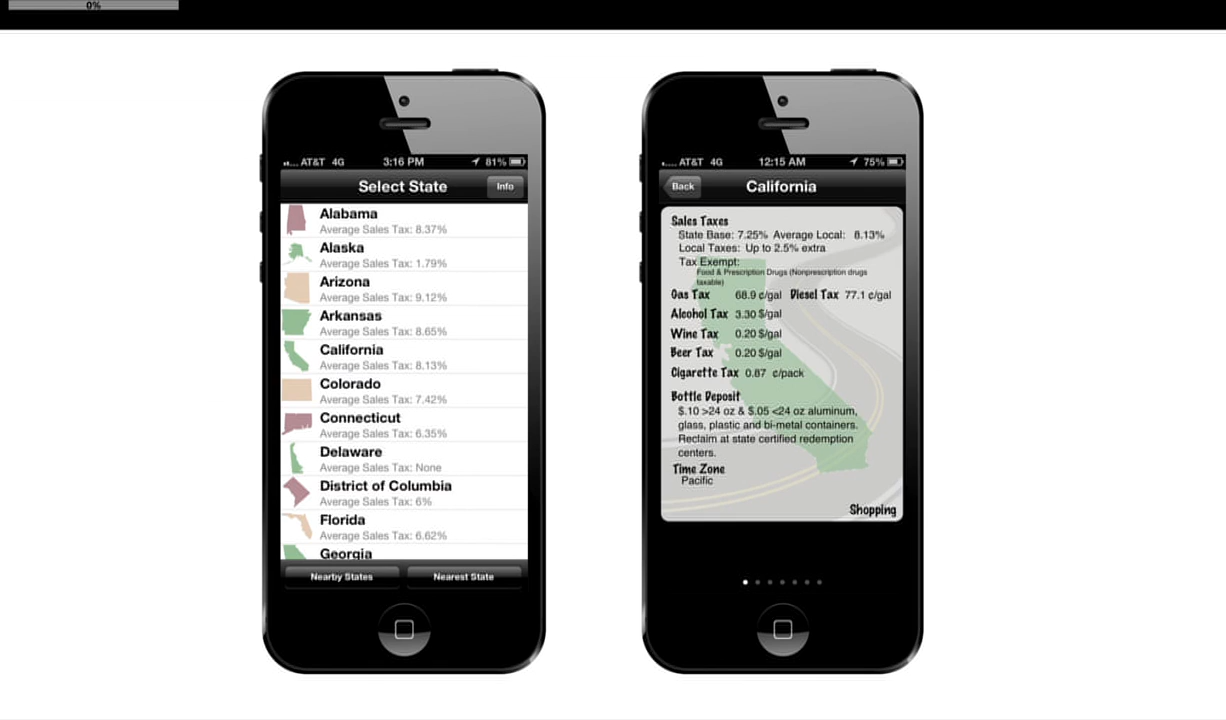 0%
AT&T 4G 3:16 PM 81%
Select State Info
Alabama
Average Sales Tax: 8.37%
Alaska
Average Sales Tax: 1.79%
Arizona
Average Sales Tax: 9.12%
Arkansas
Average Sales Tax: 8.65%
California
Average Sales Tax: 8.13%
Colorado
Average Sales Tax: 7.42%
Connecticut
Average Sales Tax: 6.35%
Delaware
Average Sales Tax: None
District of Columbia
Average Sales Tax: 6%
Florida
Average Sales Tax: 6.62%
Georgia
Nearby States Nearest State
AT&T 4G 12:15 AM 75%
Back California
Sales Taxes
State Base: 7.25% Average Local: 8.13%
Local Taxes: Up to 2.5% extra
Tax Exempt:
Food & Prescription Drugs (Nonprescription drugs
taxable)
Gas Tax 68.9 ¢/gal Diesel Tax 77.1 ¢/gal
Alcohol Tax 3.30 $/gal
Wine Tax 0.20 $/gal
Beer Tax 0.20 $/gal
Cigarette Tax 0.87 ¢/pack
Bottle Deposit
$.10 >24 oz & $.05 <24 oz aluminum,
glass, plastic and bi-metal containers.
Reclaim at state certified redemption
centers.
Time Zone
Pacific
Shopping